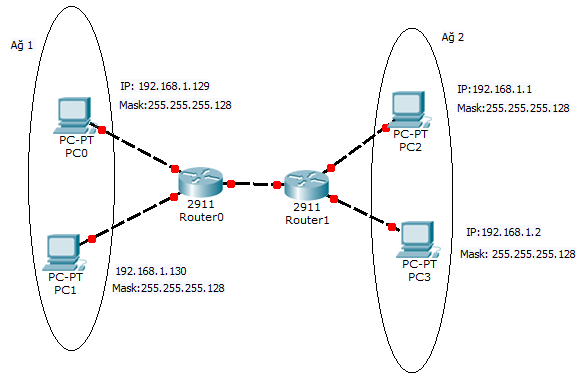 Ağ 1
IP: 192.168.1.129
Mask:255.255.255.128
PC-PT
PC0
2911
Router0
192.168.1.130
Mask:255.255.255.128
PC-PT
PC1
2911
Router1
Ağ 2
IP:192.168.1.1
Mask:255.255.255.128
PC-PT
PC2
IP:192.168.1.2
Mask: 255.255.255.128
PC-PT
PC3